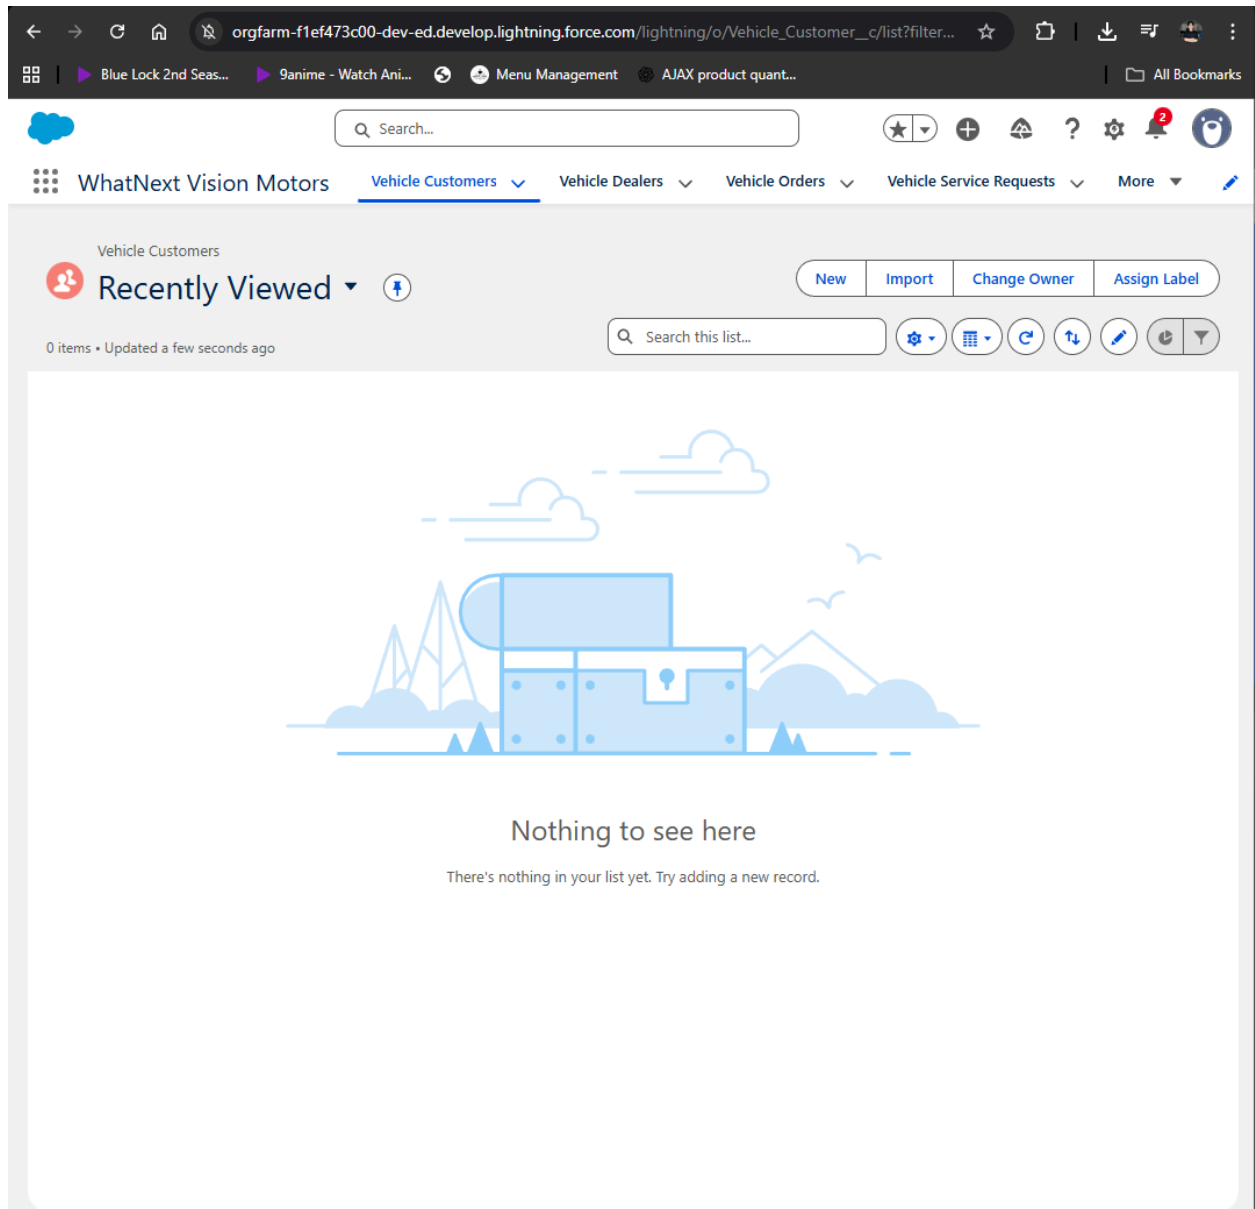 orgfarm-f1ef473c00-dev-ed.develop.lightning.force.com/lightning/o/Vehicle_Customer__c/list?filter...
Blue Lock 2nd Seas... 9anime - Watch Ani... Menu Management AJAX product quant... All Bookmarks
Search... 2
WhatNext Vision Motors Vehicle Customers Vehicle Dealers Vehicle Orders Vehicle Service Requests More
Vehicle Customers
Recently Viewed New Import Change Owner Assign Label
0 items • Updated a few seconds ago Search this list...
Nothing to see here
There's nothing in your list yet. Try adding a new record.